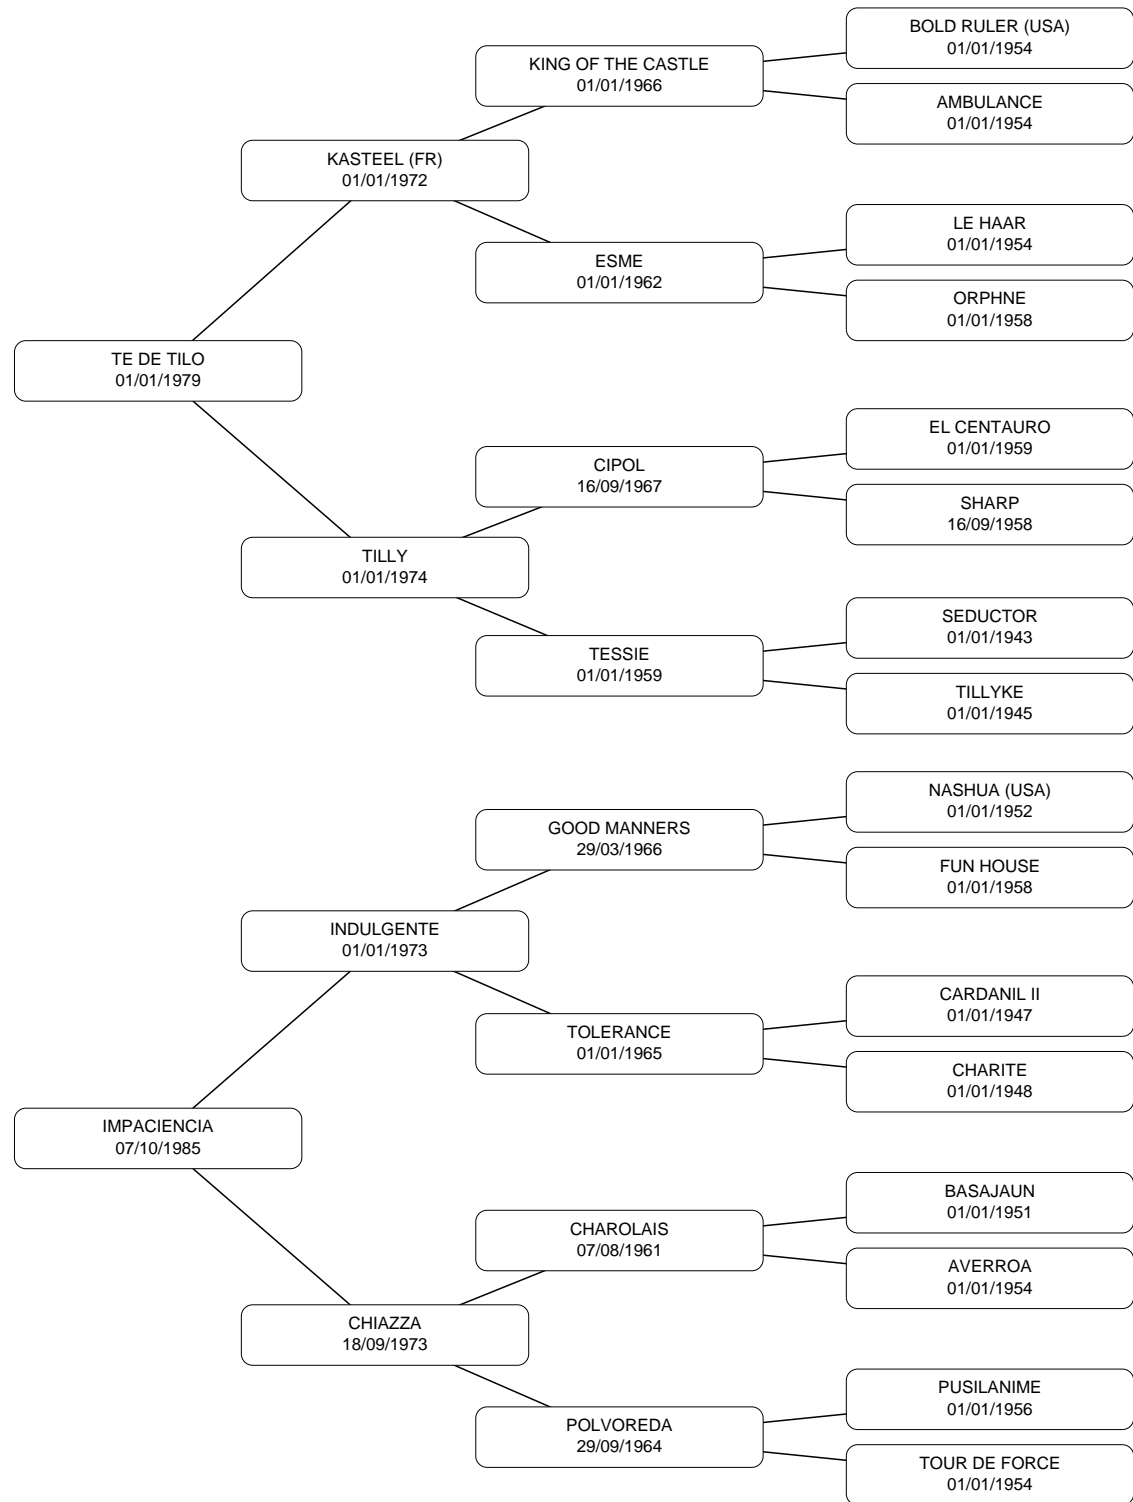 BOLD RULER (USA)
01/01/1954
KING OF THE CASTLE
01/01/1966
AMBULANCE
01/01/1954
KASTEEL (FR)
01/01/1972
LE HAAR
01/01/1954
ESME
01/01/1962
ORPHNE
01/01/1958
TE DE TILO
01/01/1979
EL CENTAURO
01/01/1959
CIPOL
16/09/1967
SHARP
16/09/1958
TILLY
01/01/1974
SEDUCTOR
01/01/1943
TESSIE
01/01/1959
TILLYKE
01/01/1945
NASHUA (USA)
01/01/1952
GOOD MANNERS
29/03/1966
FUN HOUSE
01/01/1958
INDULGENTE
01/01/1973
CARDANIL II
01/01/1947
TOLERANCE
01/01/1965
CHARITE
01/01/1948
IMPACIENCIA
07/10/1985
BASAJAUN
01/01/1951
CHAROLAIS
07/08/1961
AVERROA
01/01/1954
CHIAZZA
18/09/1973
PUSILANIME
01/01/1956
POLVOREDA
29/09/1964
TOUR DE FORCE
01/01/1954